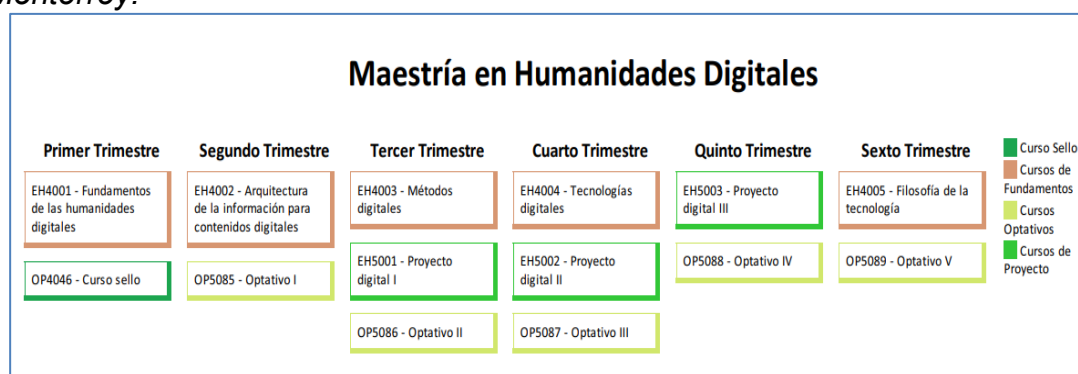 Monterrey.
Maestría en Humanidades Digitales
Primer Trimestre
EH4001 - Fundamentos
de las humanidades
digitales
OP4046 - Curso sello
Segundo Trimestre
EH4002 - Arquitectura
de la información para
contenidos digitales
OP5085 - Optativo I
Tercer Trimestre
EH4003 - Métodos
digitales
EH5001 - Proyecto
digital I
OP5086 - Optativo II
Cuarto Trimestre
EH4004 - Tecnologías
digitales
EH5002 - Proyecto
digital II
OP5087 - Optativo III
Quinto Trimestre
EH5003 - Proyecto
digital III
OP5088 - Optativo IV
Sexto Trimestre
EH4005 - Filosofía de la
tecnología
OP5089 - Optativo V
Curso Sello
Cursos de
Fundamentos
Cursos
Optativos
Cursos de
Proyecto